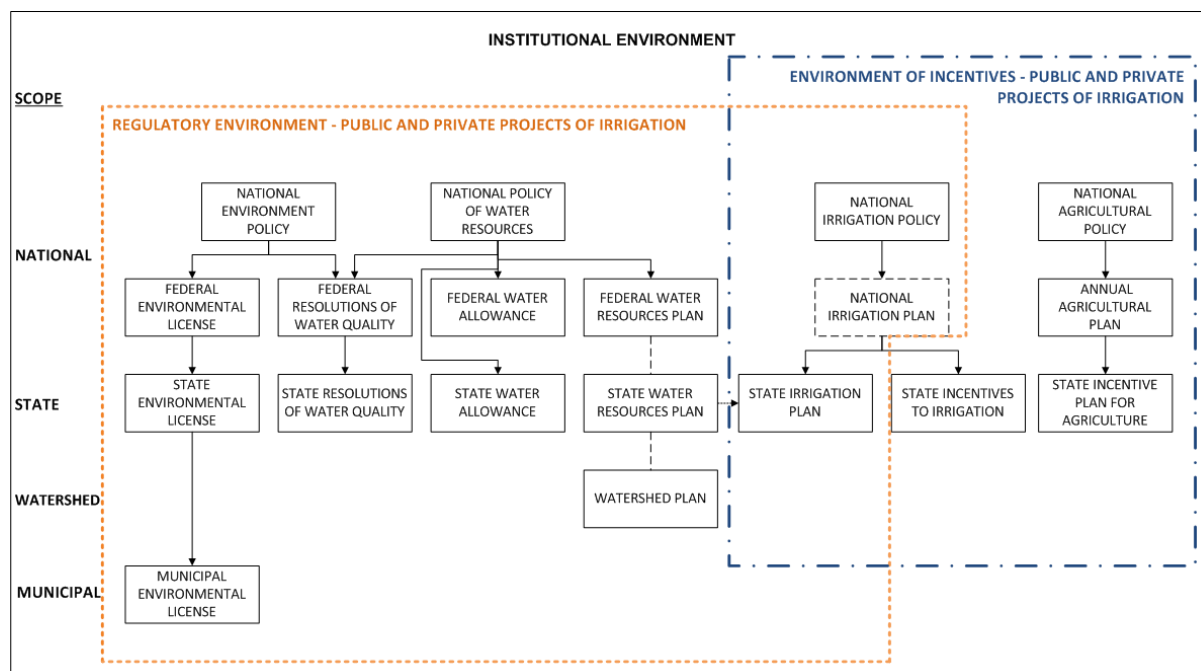 INSTITUTIONAL ENVIRONMENT
ENVIRONMENT OF INCENTIVES - PUBLIC AND PRIVATE
PROJECTS OF IRRIGATION
SCOPE
REGULATORY ENVIRONMENT - PUBLIC AND PRIVATE PROJECTS OF IRRIGATION
NATIONAL
ENVIRONMENT
POLICY
NATIONAL POLICY
OF WATER
RESOURCES
NATIONAL
IRRIGATION POLICY
NATIONAL
AGRICULTURAL
POLICY
NATIONAL
FEDERAL
ENVIRONMENTAL
LICENSE
FEDERAL
RESOLUTIONS OF
WATER QUALITY
FEDERAL WATER
ALLOWANCE
FEDERAL WATER
RESOURCES PLAN
NATIONAL
IRRIGATION PLAN
ANNUAL
AGRICULTURAL
PLAN
STATE
STATE
ENVIRONMENTAL
LICENSE
STATE RESOLUTIONS
OF WATER QUALITY
STATE WATER
ALLOWANCE
STATE WATER
RESOURCES PLAN
STATE IRRIGATION
PLAN
STATE INCENTIVES
TO IRRIGATION
STATE INCENTIVE
PLAN FOR
AGRICULTURE
WATERSHED
WATERSHED PLAN
MUNICIPAL
MUNICIPAL
ENVIRONMENTAL
LICENSE